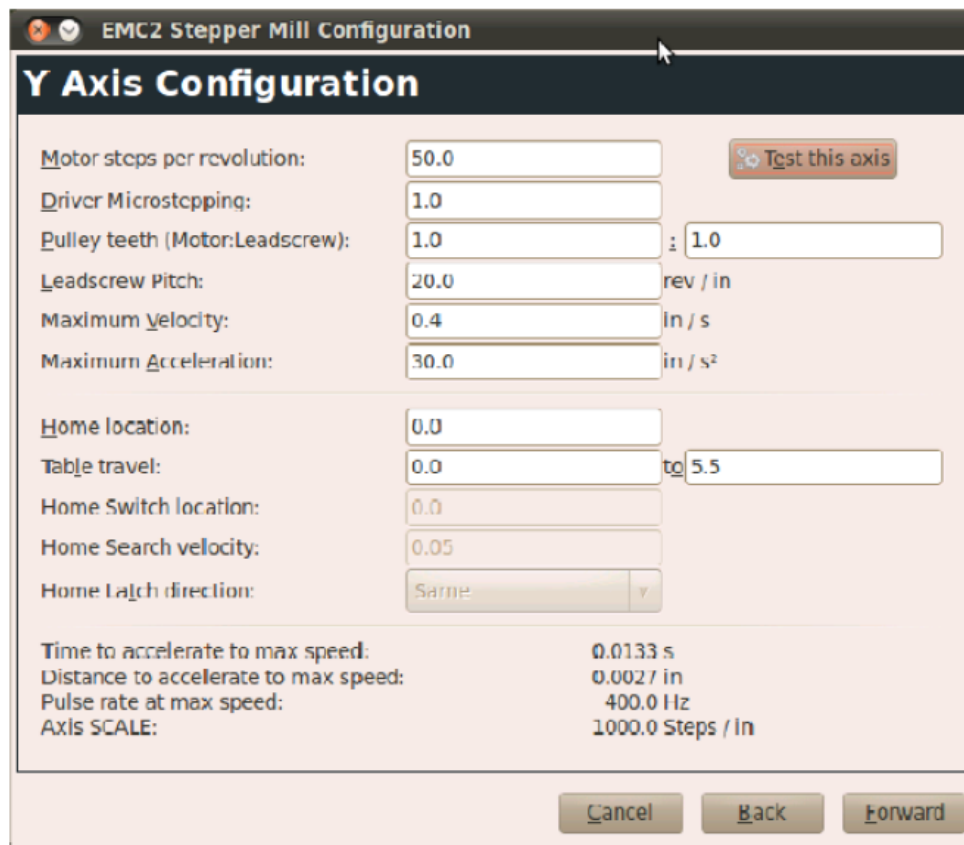 EMC2 Stepper Mill Configuration
Y Axis Configuration
Motor steps per revolution: 50.0 Test this axis
Driver Microstepping: 1.0
Pulley teeth (Motor:Leadscrew): 1.0 : 1.0
Leadscrew Pitch: 20.0 rev / in
Maximum Velocity: 0.4 in / s
Maximum Acceleration: 30.0 in / s²
Home location: 0.0
Table travel: 0.0 to 5.5
Home Switch location: 0.0
Home Search velocity: 0.05
Home Latch direction: Same
Time to accelerate to max speed: 0.0133 s
Distance to accelerate to max speed: 0.0027 in
Pulse rate at max speed: 400.0 Hz
Axis SCALE: 1000.0 Steps / in
Cancel Back Forward